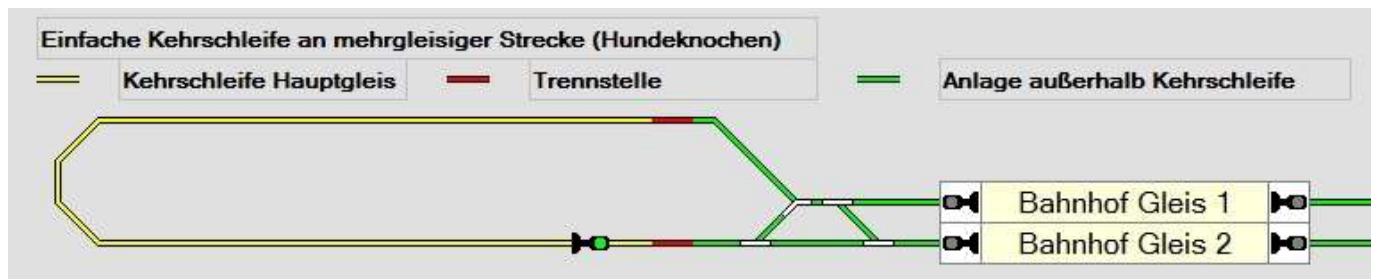 Einfache Kehrschleife an mehrgleisiger Strecke (Hundeknochen)
Kehrschleife Hauptgleis Trennstelle Anlage außerhalb Kehrschleife
Bahnhof Gleis 1
Bahnhof Gleis 2